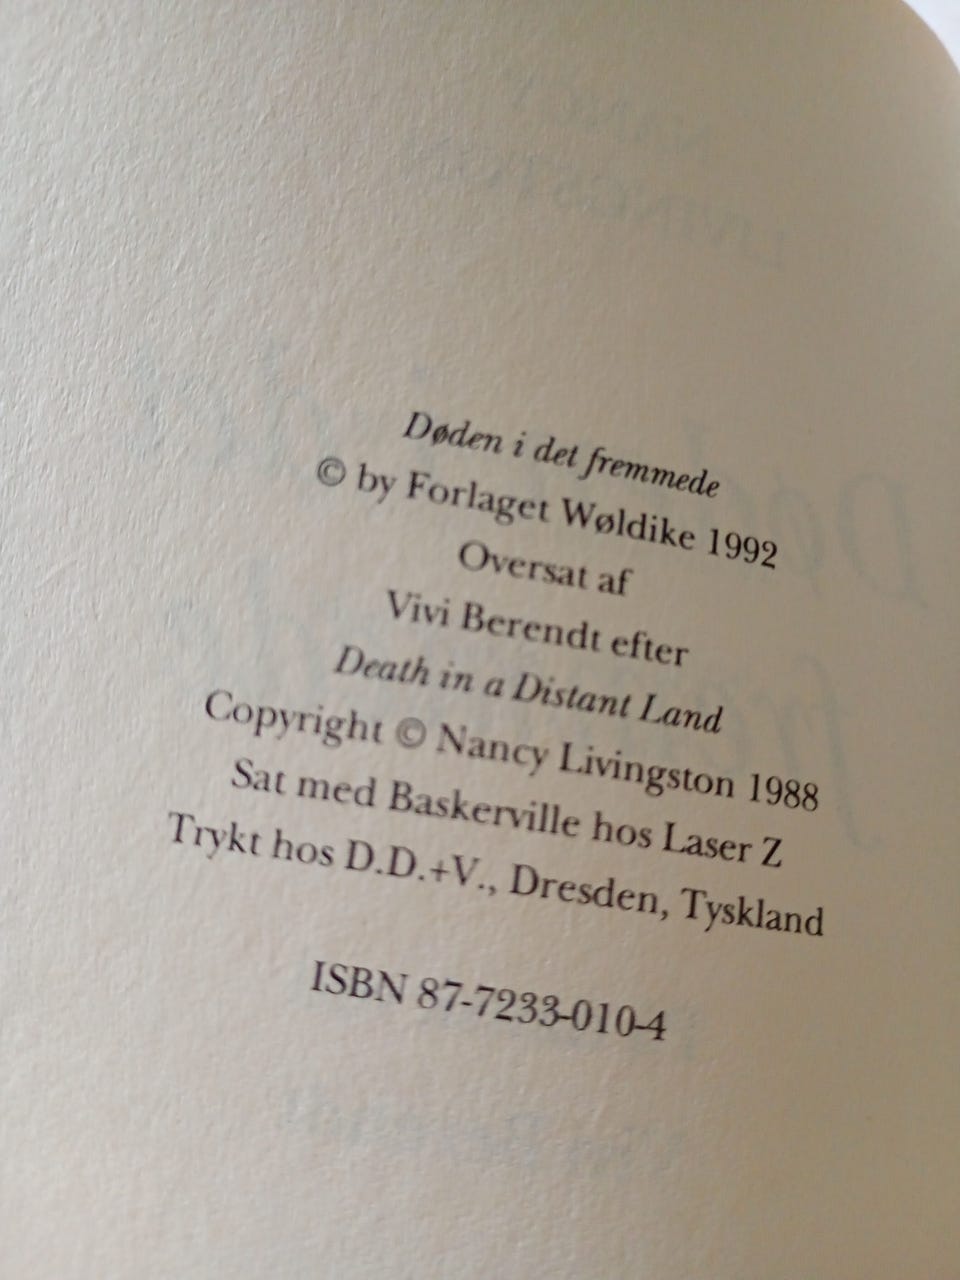 Døden i det fremmede
© by Forlaget Wøldike 1992
Oversat af
Vivi Berendt efter
Death in a Distant Land
Copyright © Nancy Livingston 1988
Sat med Baskerville hos Laser Z
Trykt hos D.D.+V., Dresden, Tyskland
ISBN 87-7233-010-4